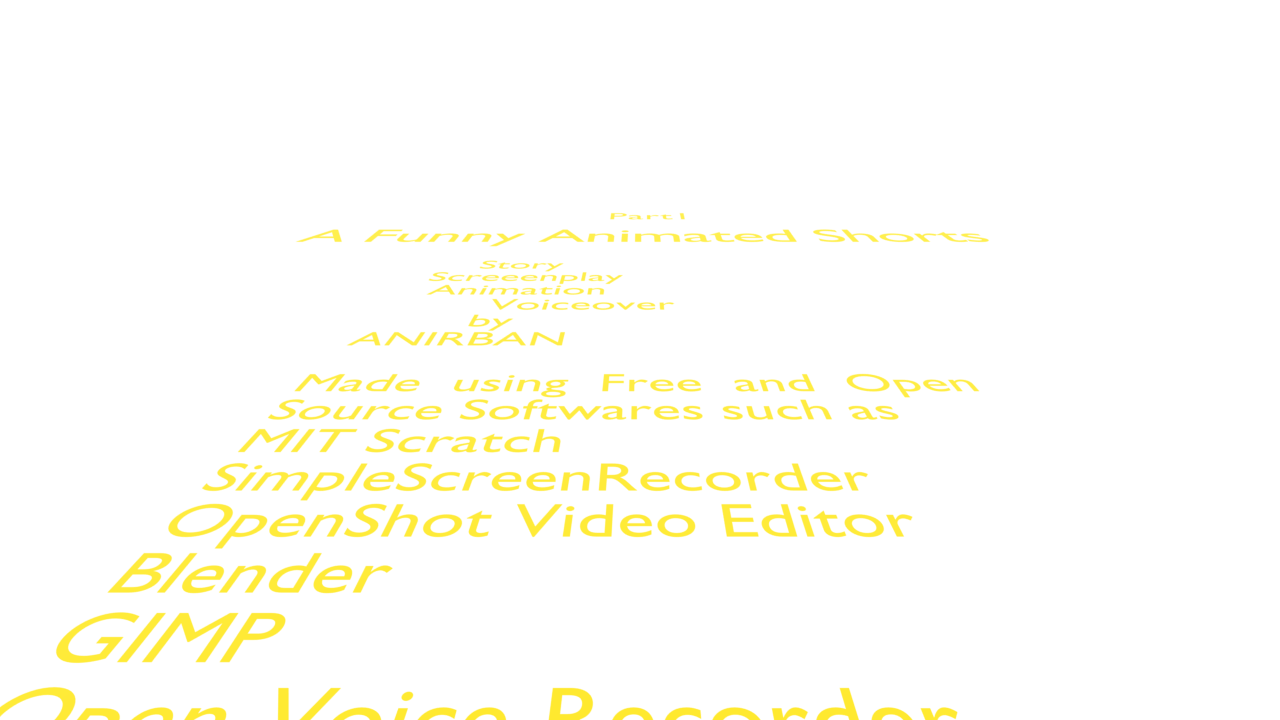 Part I
A Funny Animated Shorts
Story
Screeenplay
Animation
Voiceover
by
ANIRBAN
Made using Free and Open
Source Softwares such as
MIT Scratch
SimpleScreenRecorder
OpenShot Video Editor
Blender
GIMP
Open Voice Recorder